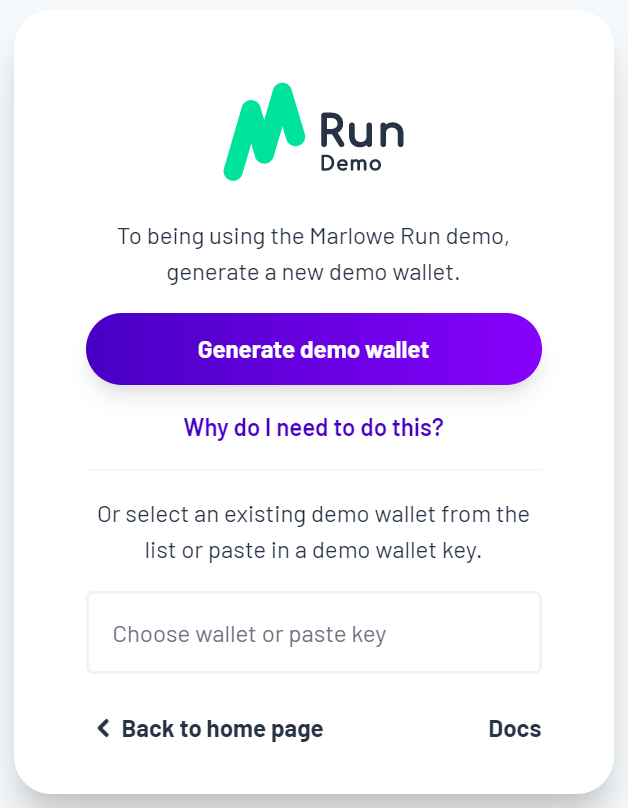 Run
Demo
To being using the Marlowe Run demo,
generate a new demo wallet.
Generate demo wallet
Why do I need to do this?
Or select an existing demo wallet from the
list or paste in a demo wallet key.
Choose wallet or paste key
Back to home page
Docs